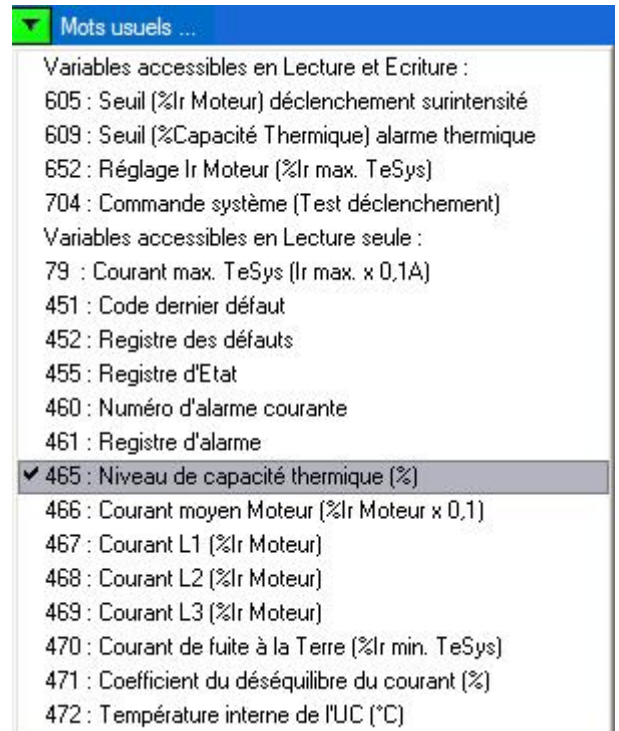 Mots usuels ...
Variables accessibles en Lecture et Ecriture :
605 : Seuil (%Ir Moteur) déclenchement surintensité
609 : Seuil (%Capacité Thermique) alarme thermique
652 : Réglage Ir Moteur (%Ir max. TeSys)
704 : Commande système (Test déclenchement)
Variables accessibles en Lecture seule :
79 : Courant max. TeSys (Ir max. x 0,1A)
451 : Code dernier défaut
452 : Registre des défauts
455 : Registre d'Etat
460 : Numéro d'alarme courante
461 : Registre d'alarme
✔ 465 : Niveau de capacité thermique (%)
466 : Courant moyen Moteur (%Ir Moteur x 0,1)
467 : Courant L1 (%Ir Moteur)
468 : Courant L2 (%Ir Moteur)
469 : Courant L3 (%Ir Moteur)
470 : Courant de fuite à la Terre (%Ir min. TeSys)
471 : Coefficient du déséquilibre du courant (%)
472 : Température interne de l'UC (°C)